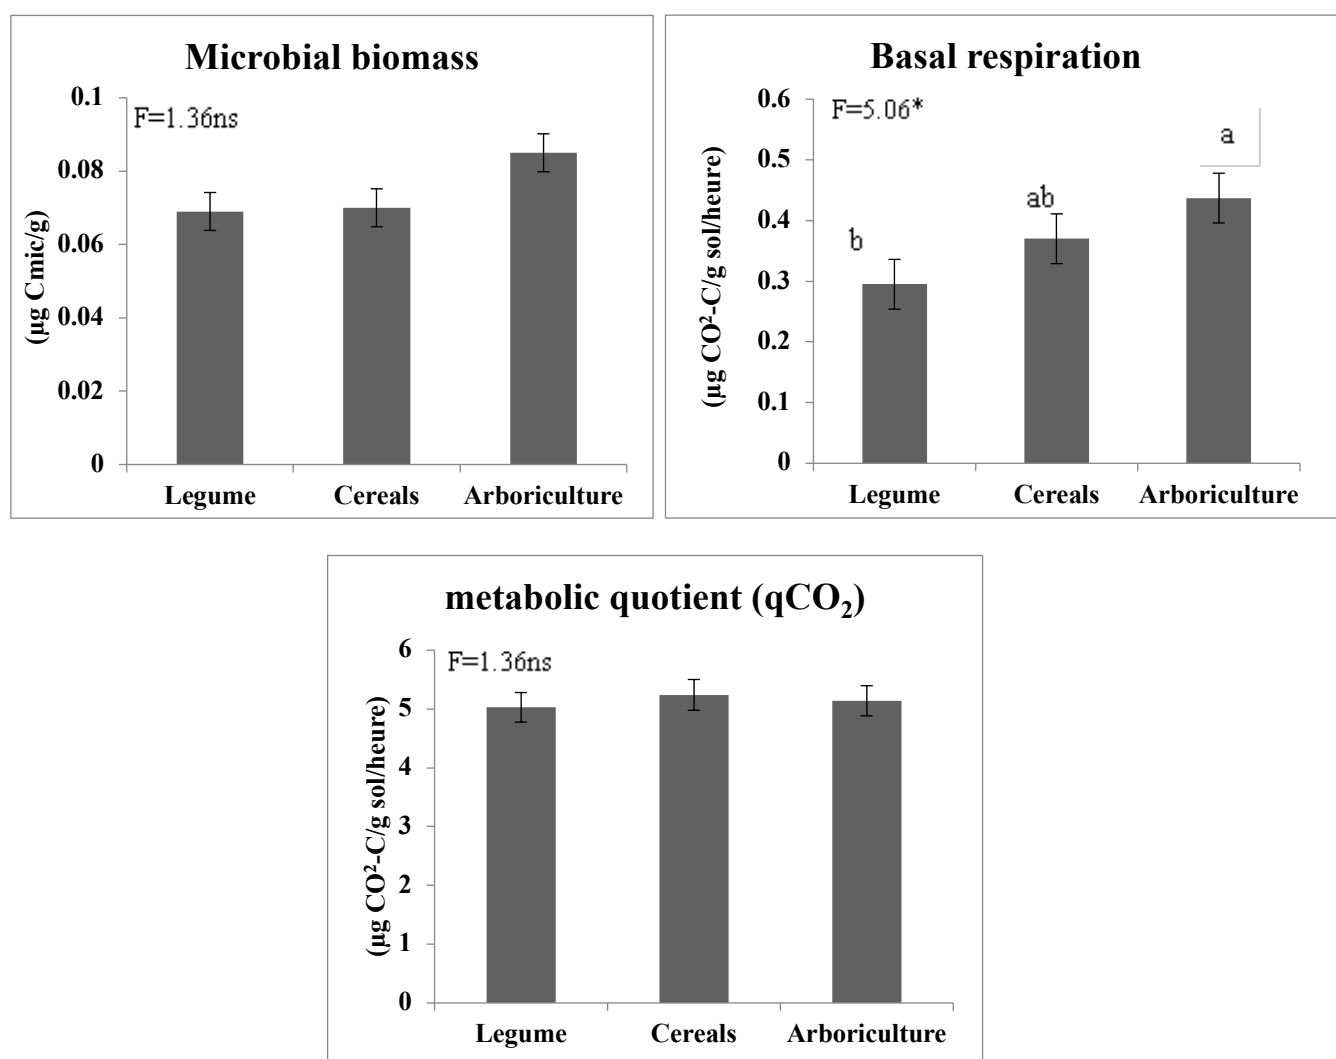 Microbial biomass
F=1.36ns
(µg Cmic/g)
0.1
0.08
0.06
0.04
0.02
0
Legume Cereals Arboriculture
Basal respiration
F=5.06*
(µg CO²-C/g sol/heure)
0.6
0.5
0.4
0.3
0.2
0.1
0
b
ab
a
Legume Cereals Arboriculture
metabolic quotient (qCO₂)
F=1.36ns
(µg CO²-C/g sol/heure)
6
5
4
3
2
1
0
Legume Cereals Arboriculture